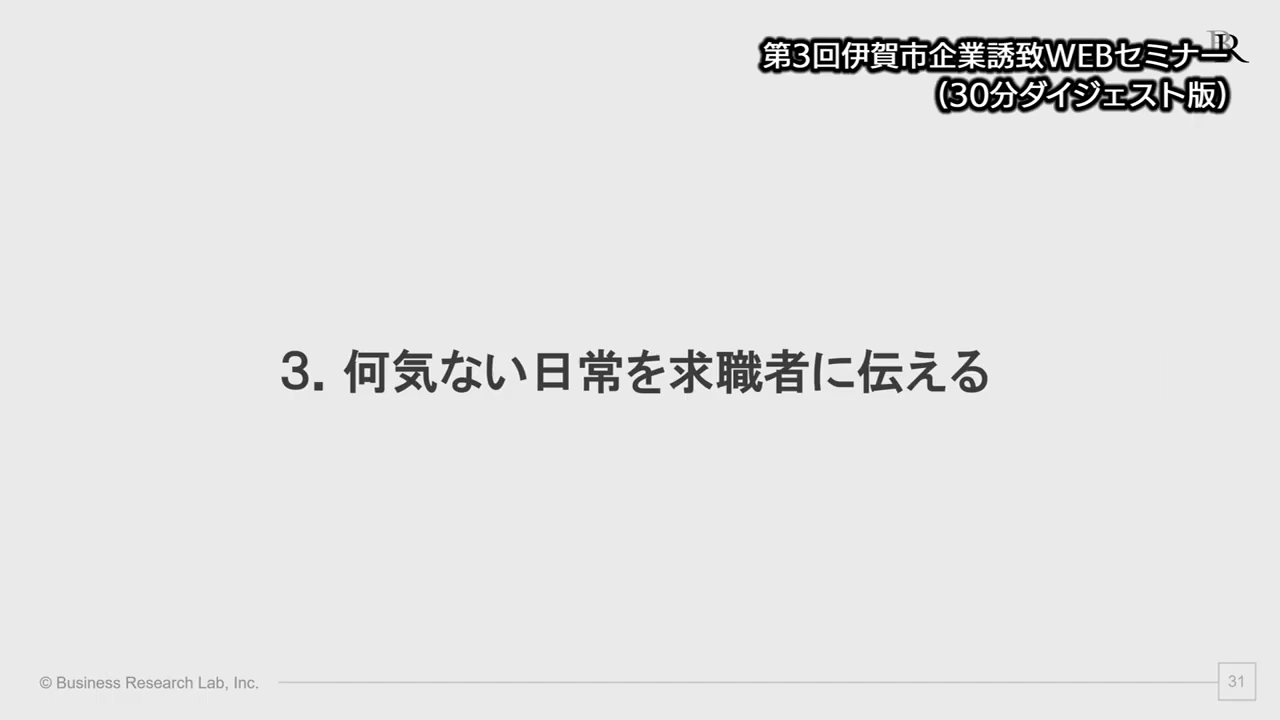 第3回伊賀市企業誘致WEBセミナー
(30分ダイジェスト版)
3. 何気ない日常を求職者に伝える
© Business Research Lab, Inc.
31